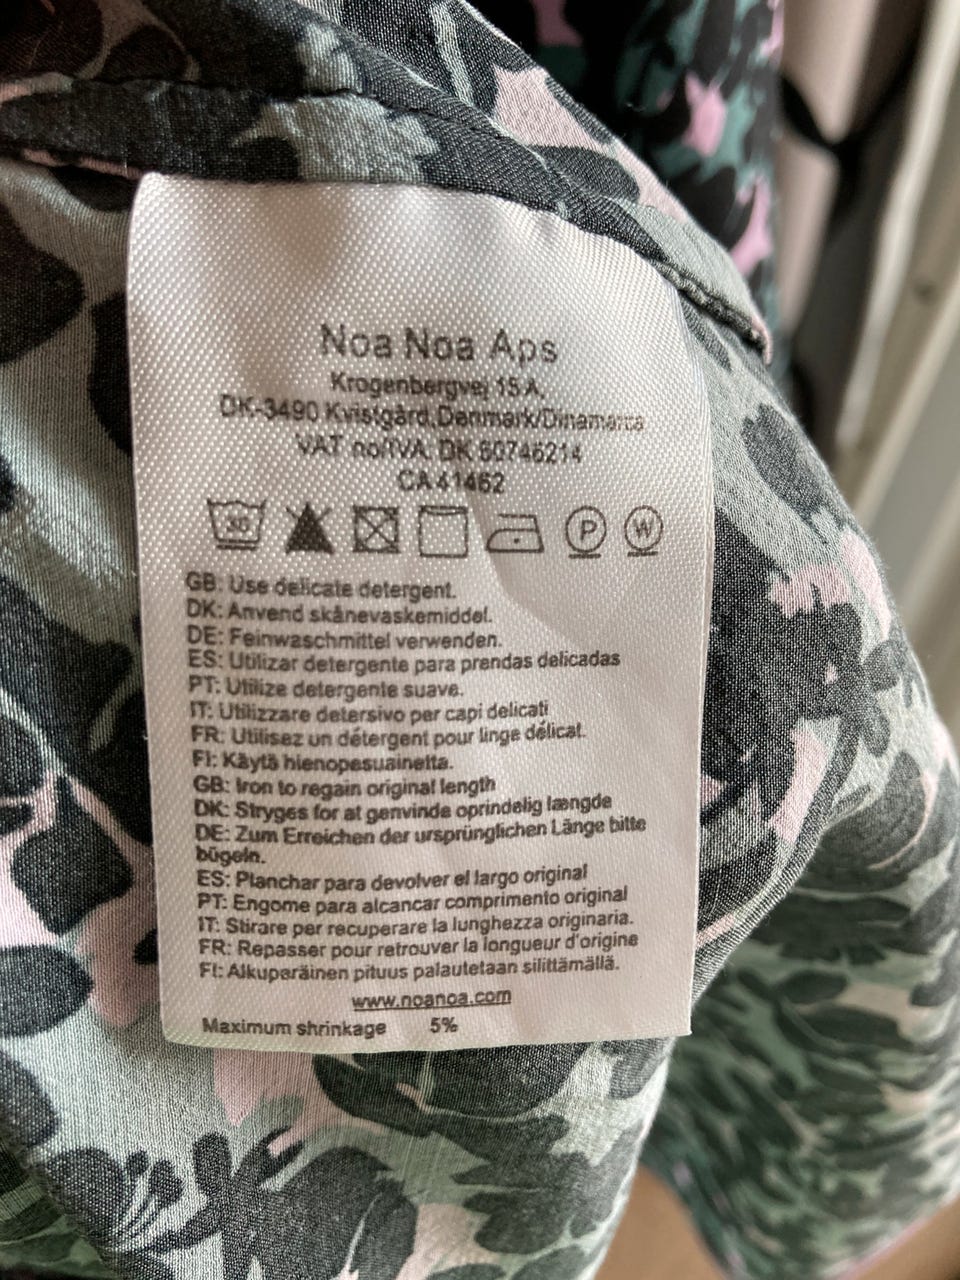 Noa Noa Aps
Krogenbergvej 15A,
DK-3490 Kvistgård,Denmark/Dinamarca
VAT no/IVA: DK 60746214
CA41462
30 P W
GB: Use delicate detergent.
DK: Anvend skånevaskemiddel.
DE: Feinwaschmittel verwenden.
ES: Utilizar detergente para prendas delicadas
PT: Utilize detergente suave.
IT: Utilizzare detersivo per capi delicati
FR: Utilisez un détergent pour linge délicat.
FI: Käytä hienopesuainetta.
GB: Iron to regain original length
DK: Stryges for at genvinde oprindelig længde
DE: Zum Erreichen der ursprünglichen Länge bitte
bügeln.
ES: Planchar para devolver el largo original
PT: Engome para alcancar comprimento original
IT: Stirare per recuperare la lunghezza originaria.
FR: Repasser pour retrouver la longueur d'origine
FI: Alkuperäinen pituus palautetaan silittämällä.
www.noanoa.com
Maximum shrinkage 5%